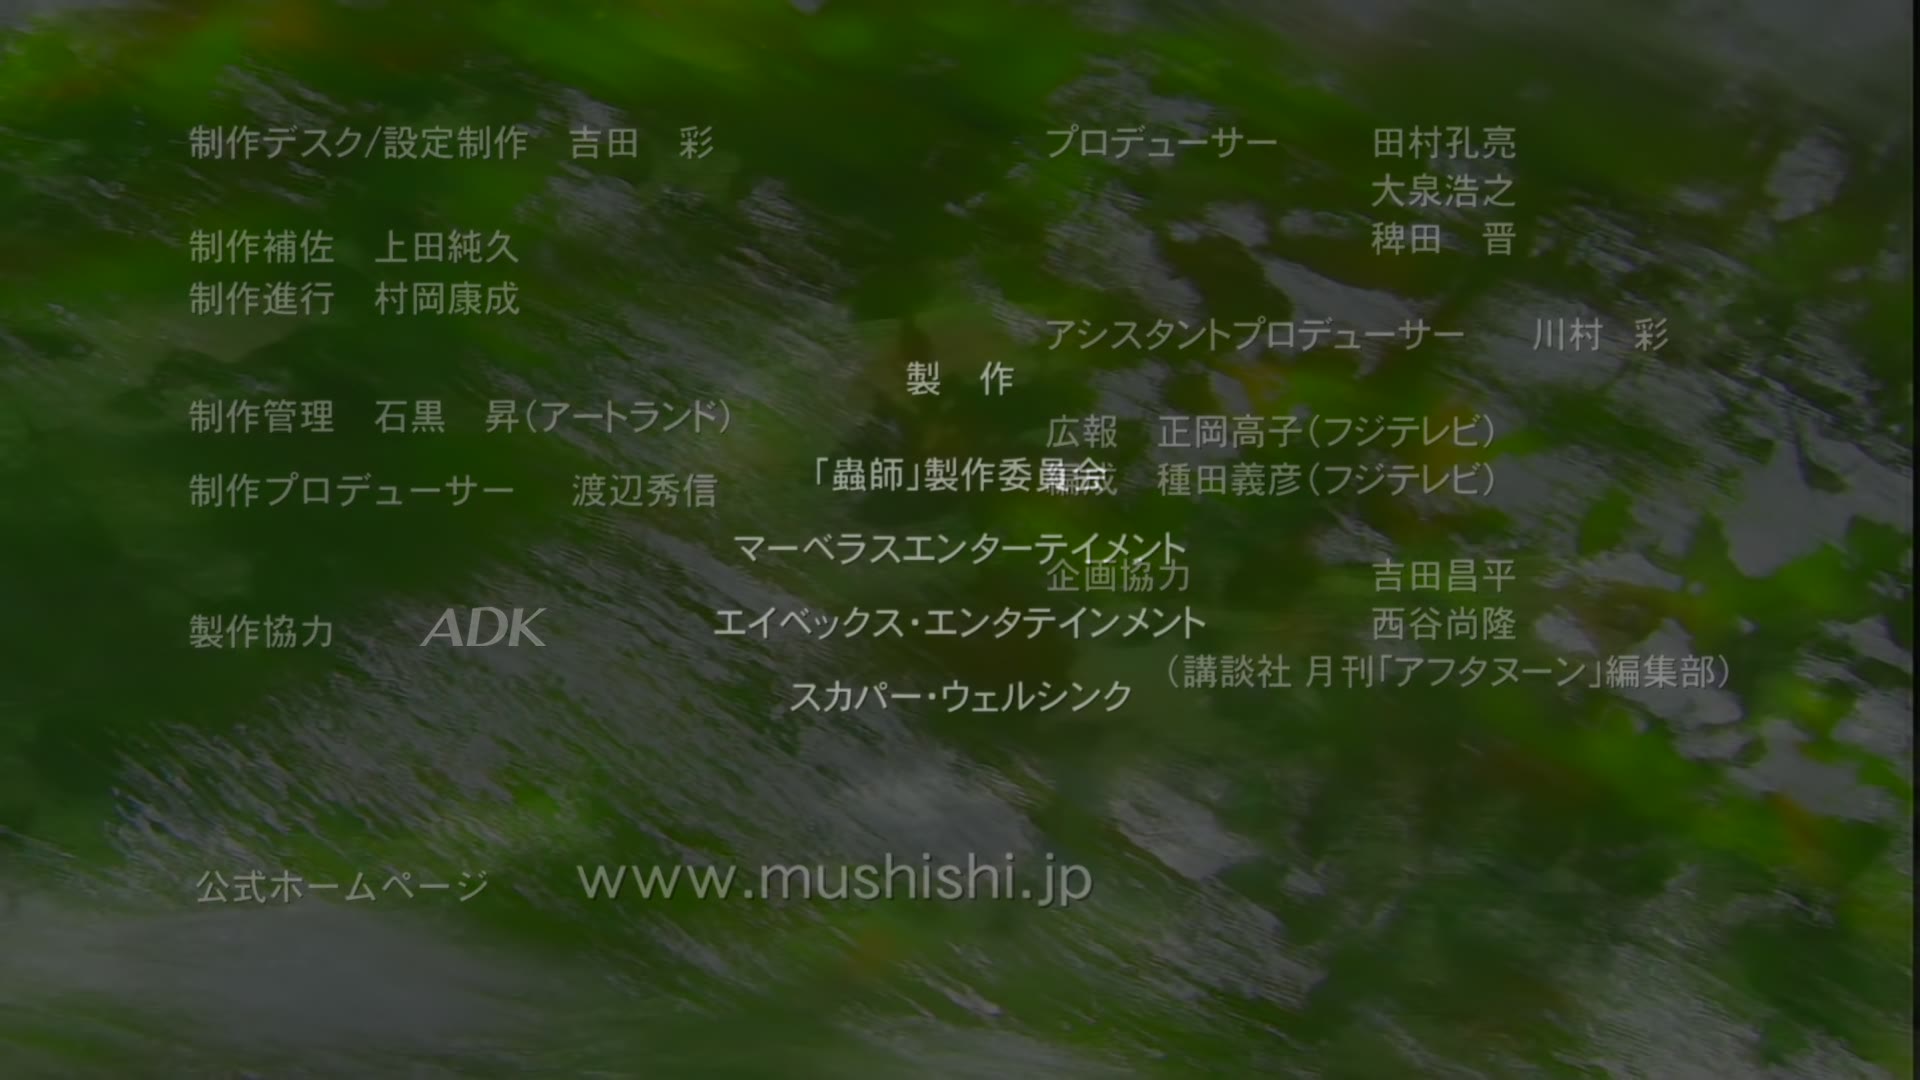 制作デスク/設定制作　吉田　彩
制作補佐　上田純久
制作進行　村岡康成
制作管理　石黒　昇(アートランド)
制作プロデューサー　渡辺秀信
製作協力　ADK
プロデューサー　田村孔亮
大泉浩之
稗田　晋
アシスタントプロデューサー　川村　彩
広報　正岡高子(フジテレビ)
編成　種田義彦(フジテレビ)
企画協力　吉田昌平
西谷尚隆
(講談社 月刊「アフタヌーン」編集部)
製　作
「蟲師」製作委員会
マーベラスエンターテイメント
エイベックス・エンタテインメント
スカパー・ウェルシンク
公式ホームページ　www.mushishi.jp